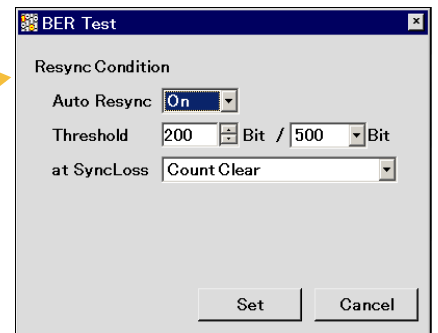 BER Test
Resync Condition
Auto Resync On
Threshold 200 Bit / 500 Bit
at SyncLoss Count Clear
Set Cancel